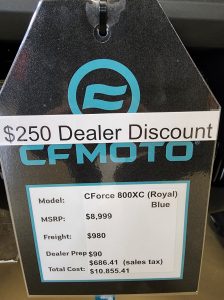 $250 Dealer Discount
CFMOTO
Model: CForce 800XC (Royal)
Blue
MSRP: $8,999
Freight: $980
Dealer Prep $90
$686.41 (sales tax)
Total Cost: $10.855.41